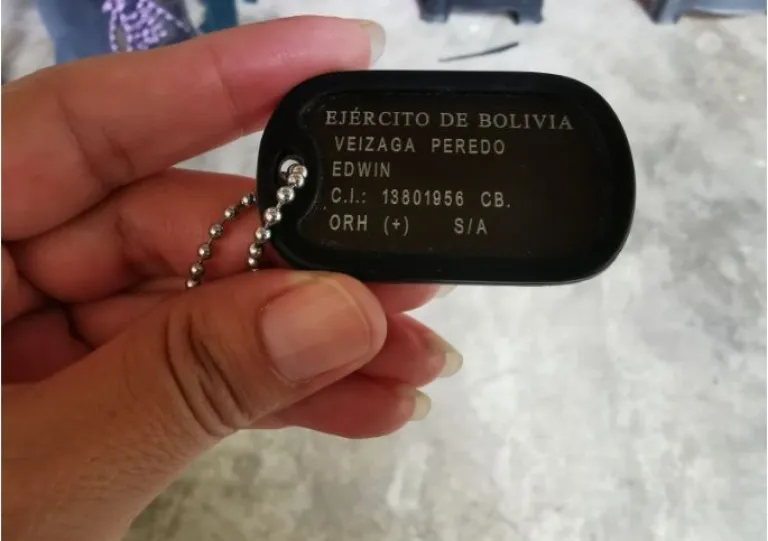 EJÉRCITO DE BOLIVIA
VEIZAGA PEREDO
EDWIN
C.I.: 13801956 CB.
ORH (+) S/A